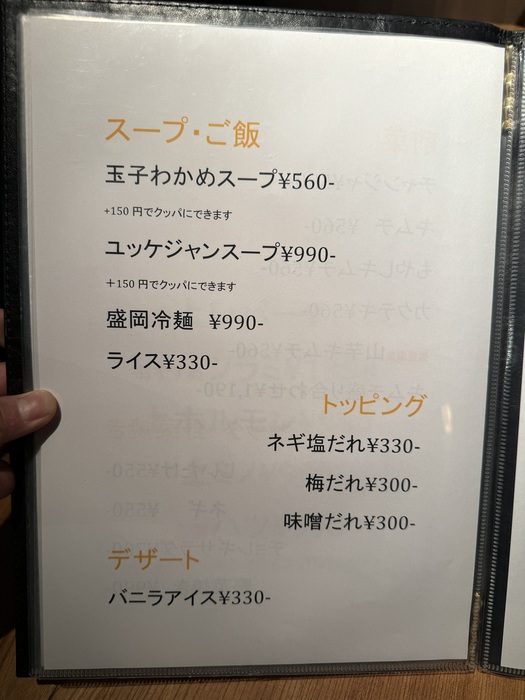 スープ・ご飯
玉子わかめスープ¥560-
+150 円でクッパにできます
ユッケジャンスープ¥990-
+150 円でクッパにできます
盛岡冷麺 ¥990-
ライス¥330-
トッピング
ネギ塩だれ¥330-
梅だれ¥300-
味噌だれ¥300-
デザート
バニラアイス¥330-